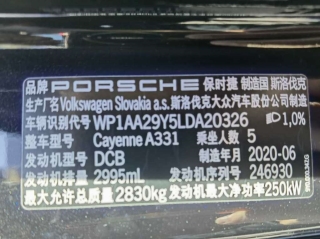 品牌 PORSCHE 保时捷 制造国 斯洛伐克
生产厂名 Volkswagen Slovakia a.s. 斯洛伐克大众汽车股份公司制造
车辆识别代号 WP1AA29Y5LDA20326 1,0%
整车型号 Cayenne A331 乘坐人数 5
发动机型号 DCB 制造年月 2020-06
发动机排量 2995mL 发动机号 246930
最大允许总质量 2830kg 发动机最大净功率 250kW